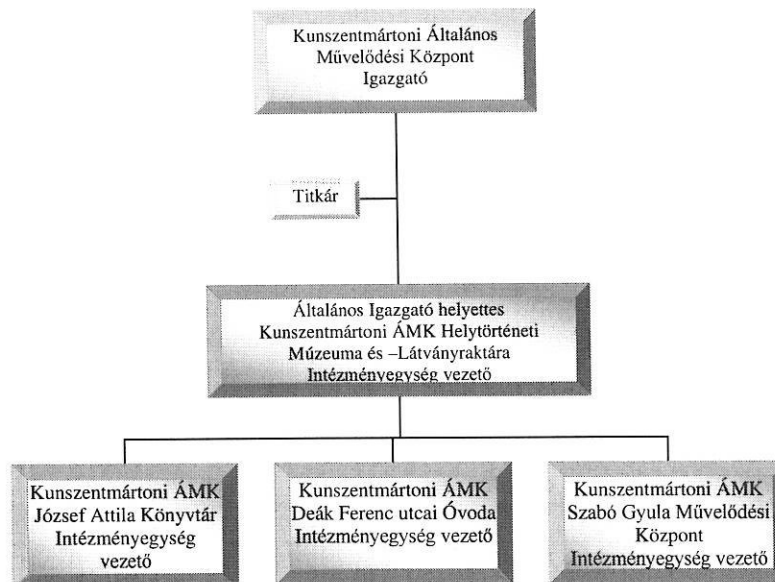 Kunszentmártoni Általános
Művelődési Központ
Igazgató
Titkár
Általános Igazgató helyettes
Kunszentmártoni ÁMK Helytörténeti
Múzeuma és –Látványraktára
Intézményegység vezető
Kunszentmártoni ÁMK
József Attila Könyvtár
Intézményegység
vezető
Kunszentmártoni ÁMK
Deák Ferenc utcai Óvoda
Intézményegység vezető
Kunszentmártoni ÁMK
Szabó Gyula Művelődési
Központ
Intézményegység vezető